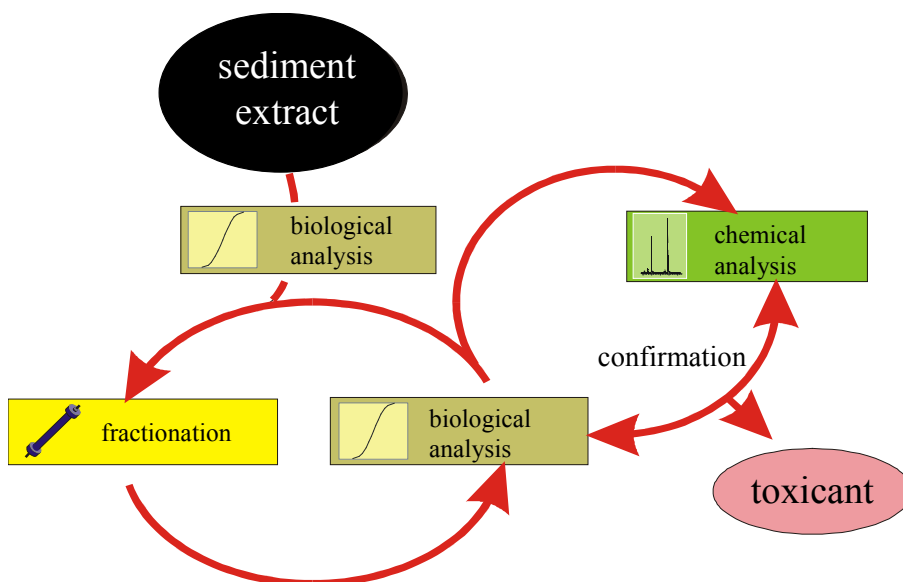 sediment
extract
biological
analysis
chemical
analysis
confirmation
fractionation
biological
analysis
toxicant